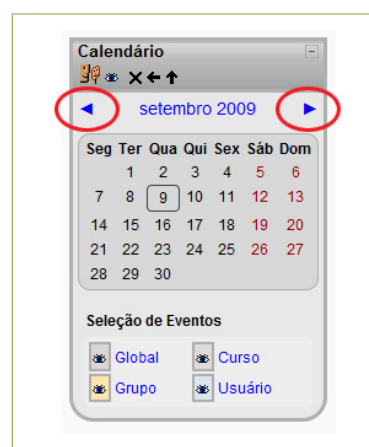 Calendário
setembro 2009
Seg Ter Qua Qui Sex Sáb Dom
1 2 3 4 5 6
7 8 9 10 11 12 13
14 15 16 17 18 19 20
21 22 23 24 25 26 27
28 29 30
Seleção de Eventos
Global Curso
Grupo Usuário